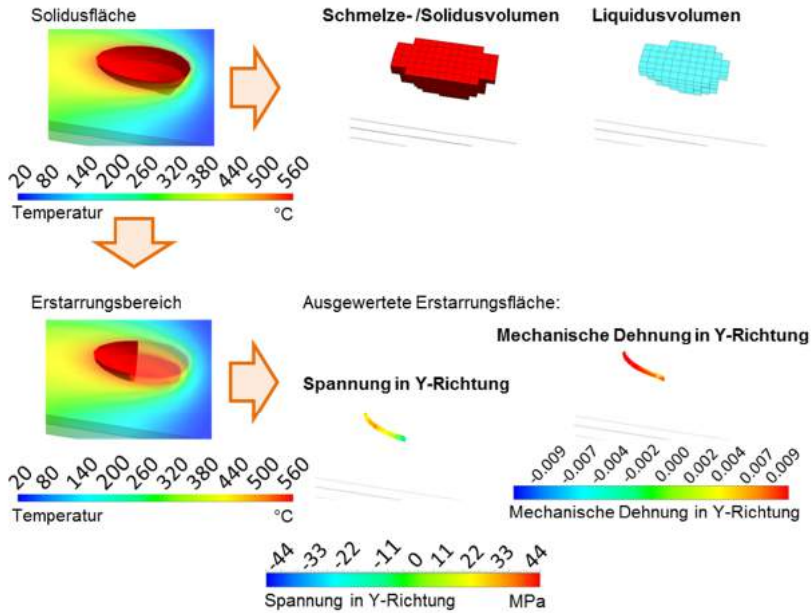 Solidusfläche
Schmelze- /Solidusvolumen
Liquidusvolumen
20 80 140 200 260 320 380 440 500 560
Temperatur °C
Erstarrungsbereich
Ausgewertete Erstarrungsfläche:
Mechanische Dehnung in Y-Richtung
Spannung in Y-Richtung
20 80 140 200 260 320 380 440 500 560
Temperatur °C
-0.009 -0.007 -0.004 -0.002 0.000 0.002 0.004 0.007 0.009
Mechanische Dehnung in Y-Richtung
-44 -33 -22 -11 0 11 22 33 44
Spannung in Y-Richtung MPa